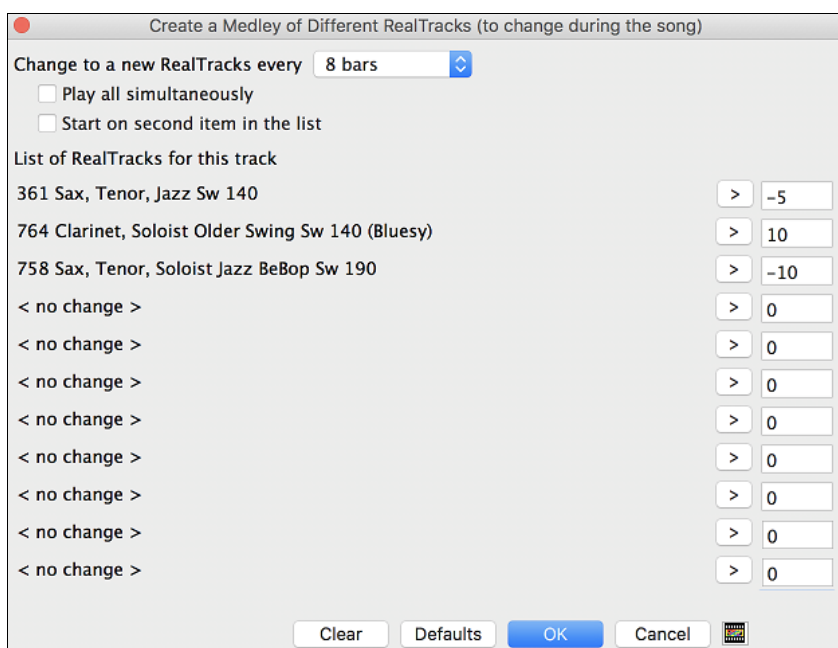 Create a Medley of Different RealTracks (to change during the song)
Change to a new RealTracks every 8 bars
Play all simultaneously
Start on second item in the list
List of RealTracks for this track
361 Sax, Tenor, Jazz Sw 140 > -5
764 Clarinet, Soloist Older Swing Sw 140 (Bluesy) > 10
758 Sax, Tenor, Soloist Jazz BeBop Sw 190 > -10
< no change > > 0
< no change > > 0
< no change > > 0
< no change > > 0
< no change > > 0
< no change > > 0
< no change > > 0
< no change > > 0
Clear Defaults OK Cancel